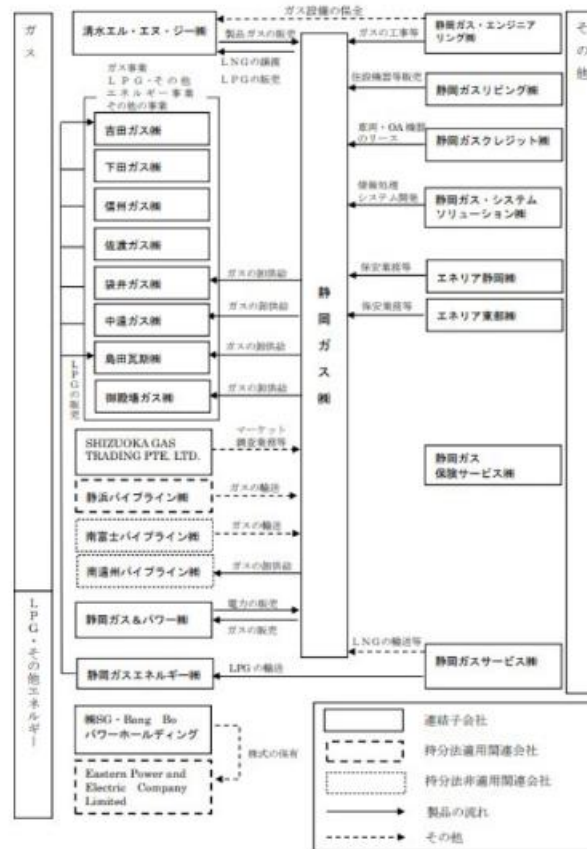 ガス
清水エル・エヌ・ジー㈱
ガス設備の保全
製品ガスの販売
LNGの譲渡
LPGの販売
ガス事業
LPG・その他
エネルギー事業
その他の事業
吉田ガス㈱
下田ガス㈱
信州ガス㈱
佐渡ガス㈱
袋井ガス㈱
中遠ガス㈱
島田瓦斯㈱
御殿場ガス㈱
LPGの販売
ガスの卸供給
ガスの卸供給
ガスの卸供給
ガスの卸供給
SHIZUOKA GAS
TRADING PTE. LTD.
マーケット
調査業務等
静浜パイプライン㈱
ガスの輸送
南富士パイプライン㈱
ガスの輸送
南遠州パイプライン㈱
ガスの卸供給
静岡ガス&パワー㈱
電力の販売
ガスの販売
LPG・その他エネルギー
静岡ガスエネルギー㈱
LPGの輸送
㈱SG・Bang Bo
パワーホールディング
株式の保有
Eastern Power and
Electric Company
Limited
静岡ガス㈱
その他
静岡ガス・エンジニア
リング㈱
ガスの工事等
静岡ガスリビング㈱
住設機器等販売
静岡ガスクレジット㈱
車両・OA機器
のリース
静岡ガス・システム
ソリューション㈱
情報処理
システム開発
エネリア静岡㈱
保安業務等
エネリア東部㈱
保安業務等
静岡ガス
保険サービス㈱
静岡ガスサービス㈱
LNGの輸送等
連結子会社
持分法適用関連会社
持分法非適用関連会社
製品の流れ
その他